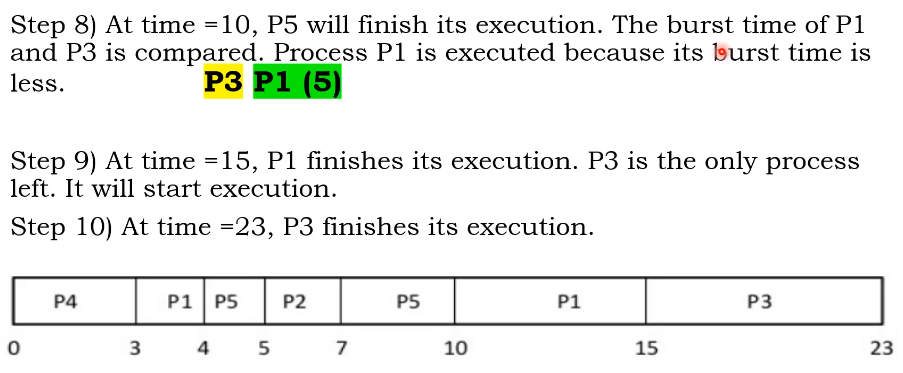 Step 8) At time =10, P5 will finish its execution. The burst time of P1
and P3 is compared. Process P1 is executed because its burst time is
less.
P3 P1 (5)
Step 9) At time =15, P1 finishes its execution. P3 is the only process
left. It will start execution.
Step 10) At time =23, P3 finishes its execution.
P4 P1 P5 P2 P5 P1 P3
0 3 4 5 7 10 15 23